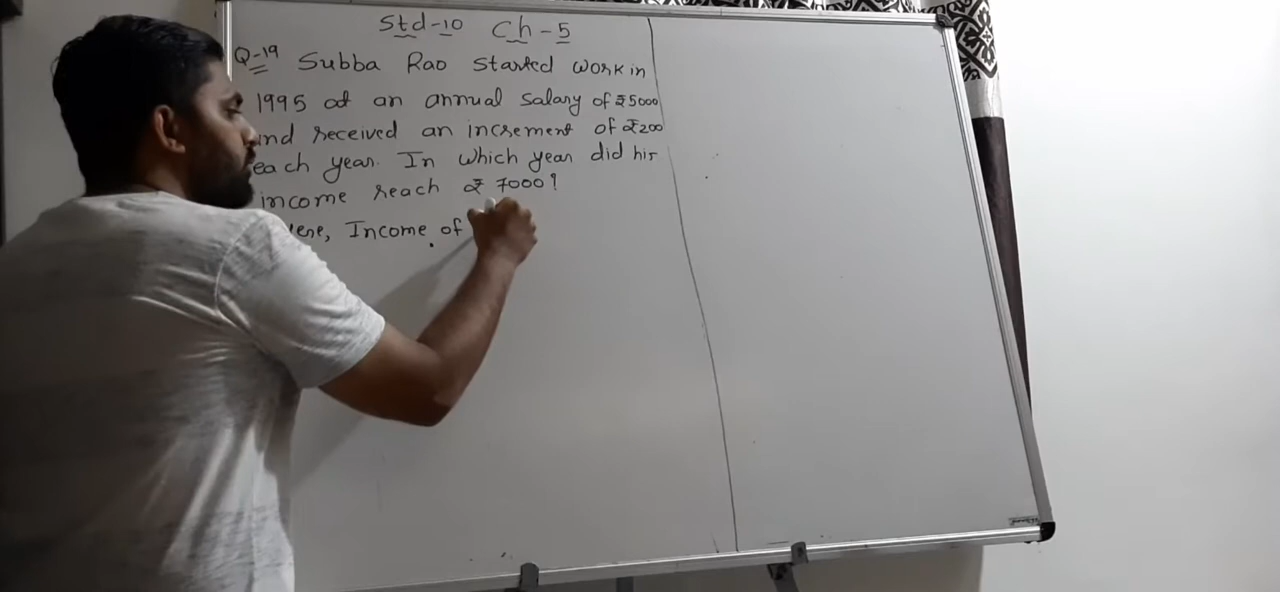 Std-10 Ch-5
Q-19 Subba Rao started work in
1995 at an annual salary of ₹5000
and received an increment of ₹200
each year. In which year did his
income reach ₹ 7000?
Income of